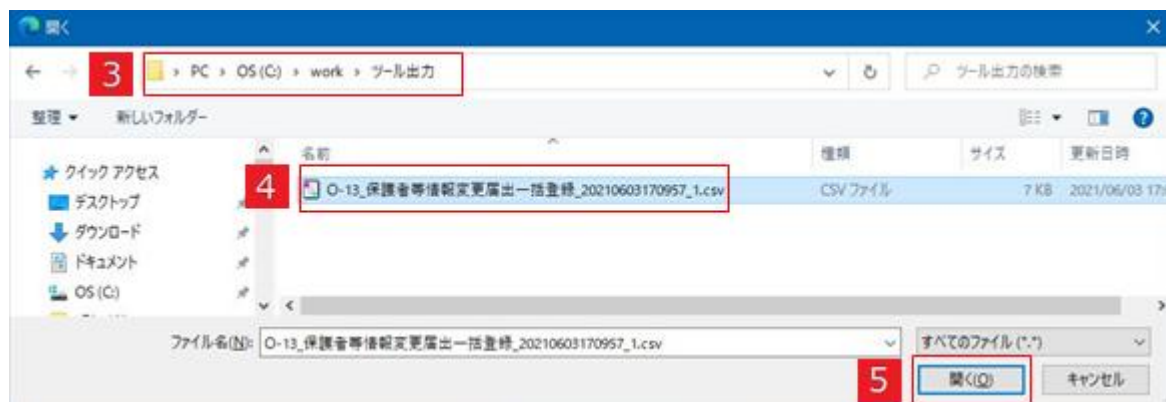 開く
3 PC › OS (C:) › work › ツール出力 ツール出力の検索
整理 新しいフォルダー
名前 種類 サイズ 更新日時
クイック アクセス
4 O-13_保護者等情報変更届出一括登録_20210603170957_1.csv CSV ファイル 7 KB 2021/06/03 17:
デスクトップ
ダウンロード
ドキュメント
OS (C:)
ファイル名(N): O-13_保護者等情報変更届出一括登録_20210603170957_1.csv すべてのファイル (*.*)
5 開く(O) キャンセル